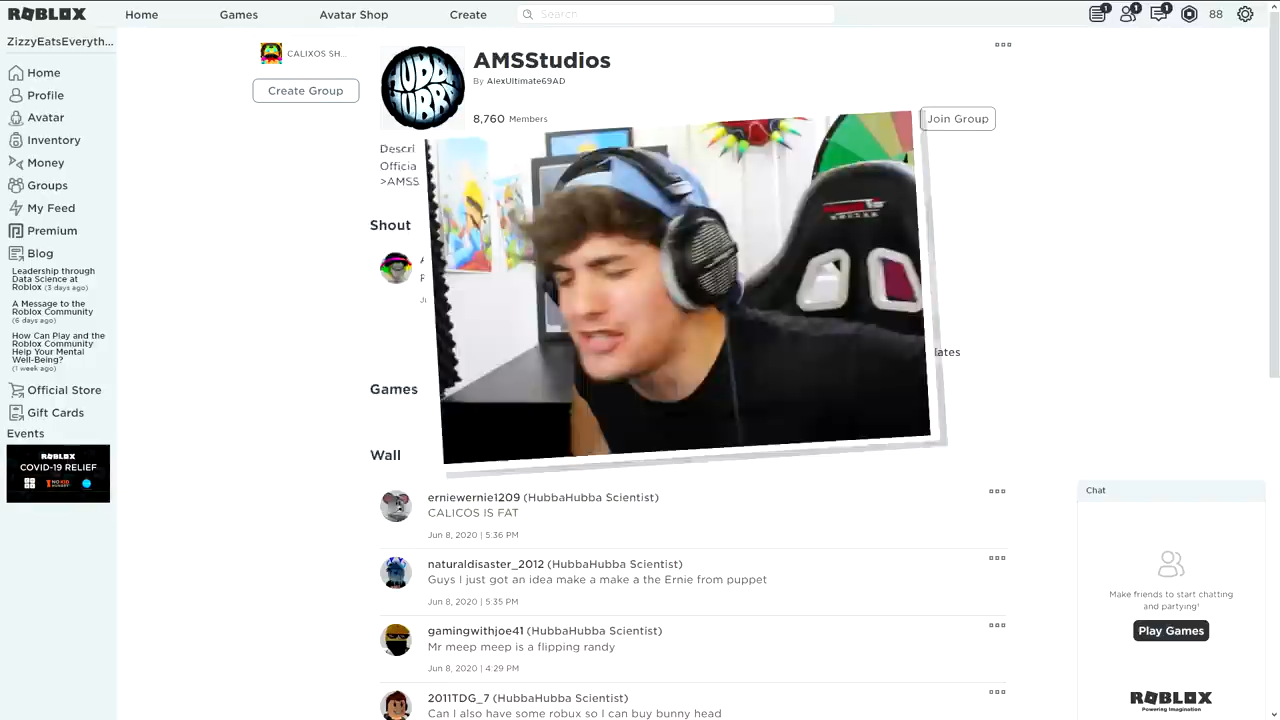 ROBLOX
Home
Games
Avatar Shop
Create
Search
1
1
1
88
ZizzyEatsEveryth...
Home
Profile
Avatar
Inventory
Money
Groups
My Feed
Premium
Blog
Leadership through
Data Science at
Roblox (3 days ago)
A Message to the
Roblox Community
(6 days ago)
How Can Play and the
Roblox Community
Help Your Mental
Well-Being?
(1 week ago)
Official Store
Gift Cards
Events
ROBLOX
COVID-19 RELIEF
NO KID
HUNGRY
CALIXOS SH...
Create Group
HUBBA
HUBBA
AMSStudios
By AlexUltimate69AD
8,760 Members
Join Group
Descri
Officia
>AMSS
Shout
lates
Games
Wall
erniewernie1209 (HubbaHubba Scientist)
CALICOS IS FAT
Jun 8, 2020 | 5:36 PM
naturaldisaster_2012 (HubbaHubba Scientist)
Guys I just got an idea make a make a the Ernie from puppet
Jun 8, 2020 | 5:35 PM
gamingwithjoe41 (HubbaHubba Scientist)
Mr meep meep is a flipping randy
Jun 8, 2020 | 4:29 PM
2011TDG_7 (HubbaHubba Scientist)
Can I also have some robux so I can buy bunny head
Chat
Make friends to start chatting
and partying!
Play Games
ROBLOX
Powering Imagination